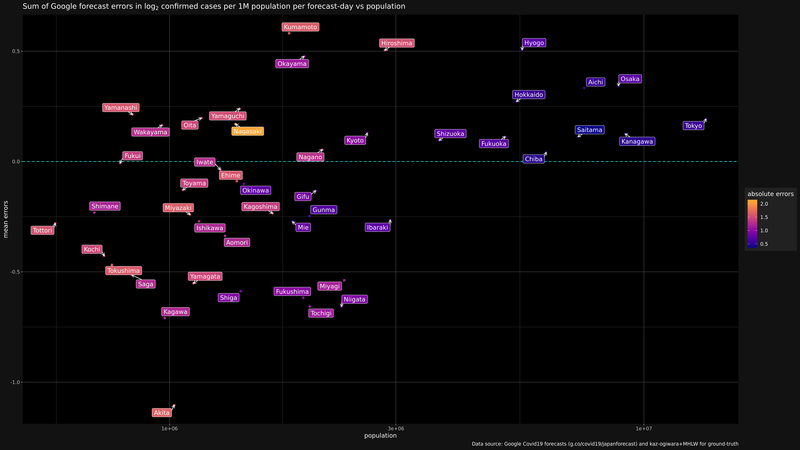 Sum of Google forecast errors in log2 confirmed cases per 1M population per forecast-day vs population
Kumamoto
Hiroshima
Hyogo
0.5
Okayama
Osaka
Aichi
Hokkaido
Yamanashi
Yamaguchi
Oita
Wakayama
Nagasaki
Tokyo
Saitama
Shizuoka
Kyoto
Fukuoka
Kanagawa
Fukui
Iwate
Nagano
Chiba
0.0
Ehime
Toyama
Okinawa
absolute errors
2.0
1.5
1.0
0.5
Gifu
Shimane
Miyazaki
Kagoshima
Gunma
mean errors
Tottori
Ishikawa
Mie
Ibaraki
Aomori
Kochi
-0.5
Tokushima
Yamagata
Saga
Miyagi
Shiga
Fukushima
Niigata
Kagawa
Tochigi
-1.0
Akita
1e+06
3e+06
1e+07
population
Data source: Google Covid19 forecasts (g.co/covid19/japanforecast) and kaz-ogiwara+MHLW for ground-truth